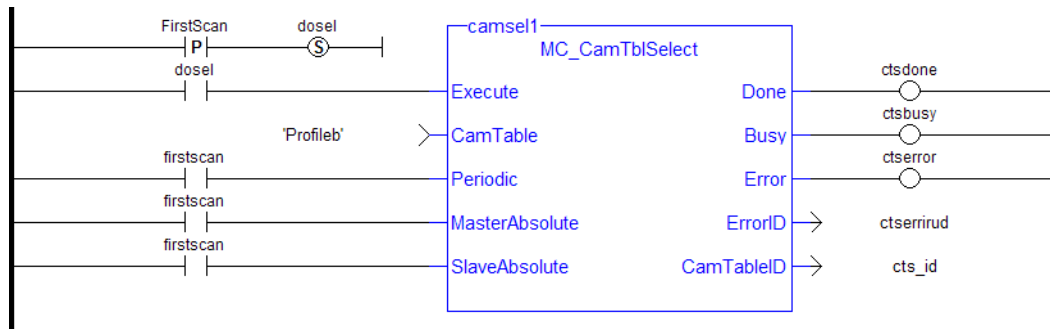 FirstScan dosel
P S
camsel1
MC_CamTblSelect
dosel
Execute Done ctsdone
'Profileb' CamTable Busy ctsbusy
firstscan Periodic Error ctserror
firstscan MasterAbsolute ErrorID ctserrirud
firstscan SlaveAbsolute CamTableID cts_id